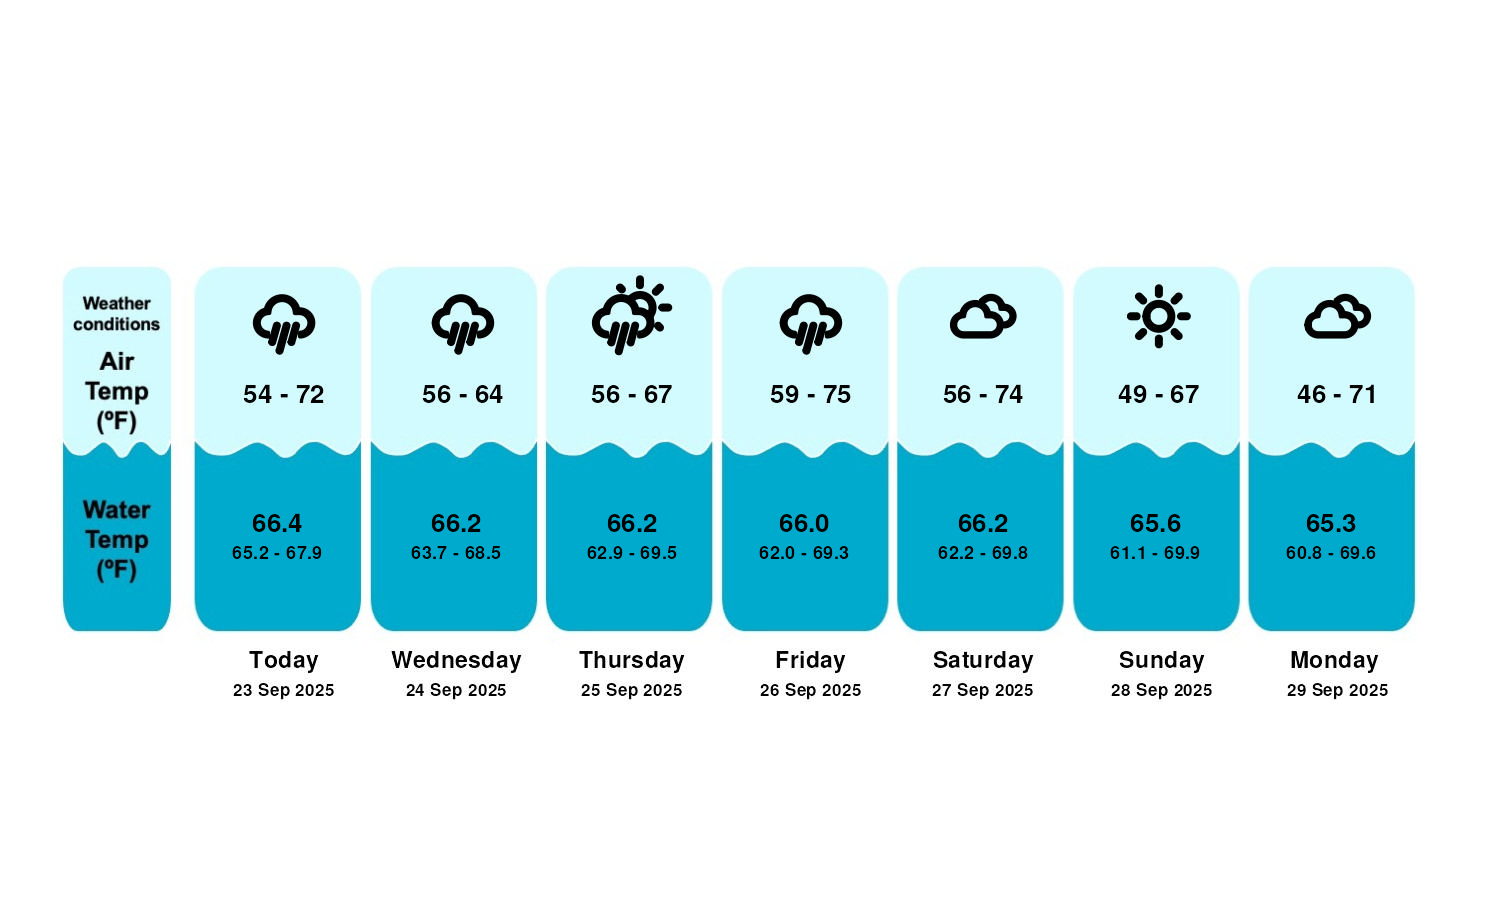 Weather
conditions
Air
Temp
(ºF)
Water
Temp
(ºF)
54 - 72
66.4
65.2 - 67.9
Today
23 Sep 2025
56 - 64
66.2
63.7 - 68.5
Wednesday
24 Sep 2025
56 - 67
66.2
62.9 - 69.5
Thursday
25 Sep 2025
59 - 75
66.0
62.0 - 69.3
Friday
26 Sep 2025
56 - 74
66.2
62.2 - 69.8
Saturday
27 Sep 2025
49 - 67
65.6
61.1 - 69.9
Sunday
28 Sep 2025
46 - 71
65.3
60.8 - 69.6
Monday
29 Sep 2025